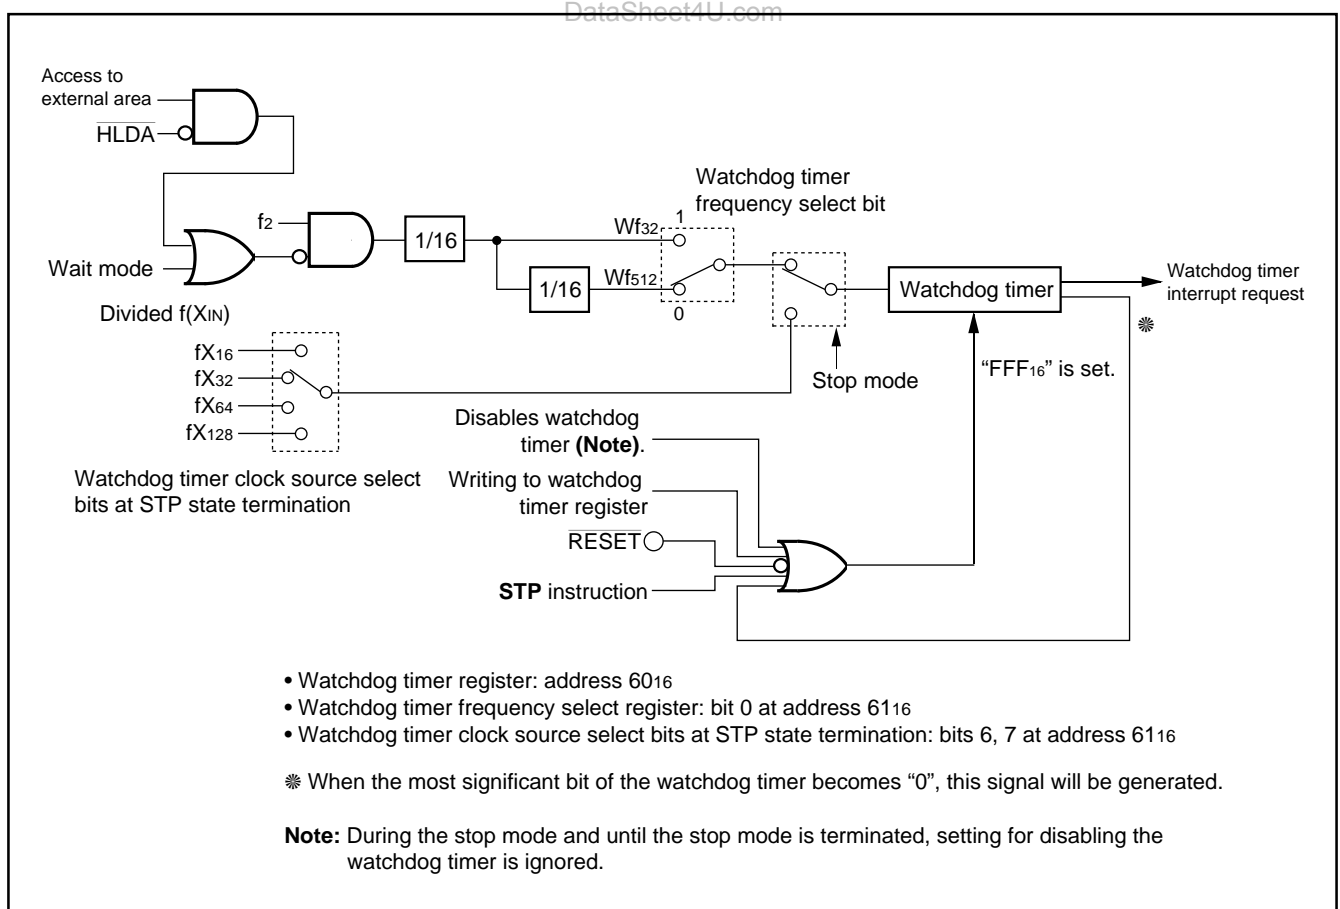 DataSheet4U.com
Access to
external area
HLDA
f2
Wait mode
1/16
1/16
Wf32
Wf512
1
0
Watchdog timer
frequency select bit
Watchdog timer
Watchdog timer
interrupt request
※
Divided f(XIN)
fX16
fX32
fX64
fX128
Stop mode
“FFF16” is set.
Watchdog timer clock source select
bits at STP state termination
Disables watchdog
timer (Note).
Writing to watchdog
timer register
RESET
STP instruction
• Watchdog timer register: address 6016
• Watchdog timer frequency select register: bit 0 at address 6116
• Watchdog timer clock source select bits at STP state termination: bits 6, 7 at address 6116
※ When the most significant bit of the watchdog timer becomes “0”, this signal will be generated.
Note: During the stop mode and until the stop mode is terminated, setting for disabling the
watchdog timer is ignored.